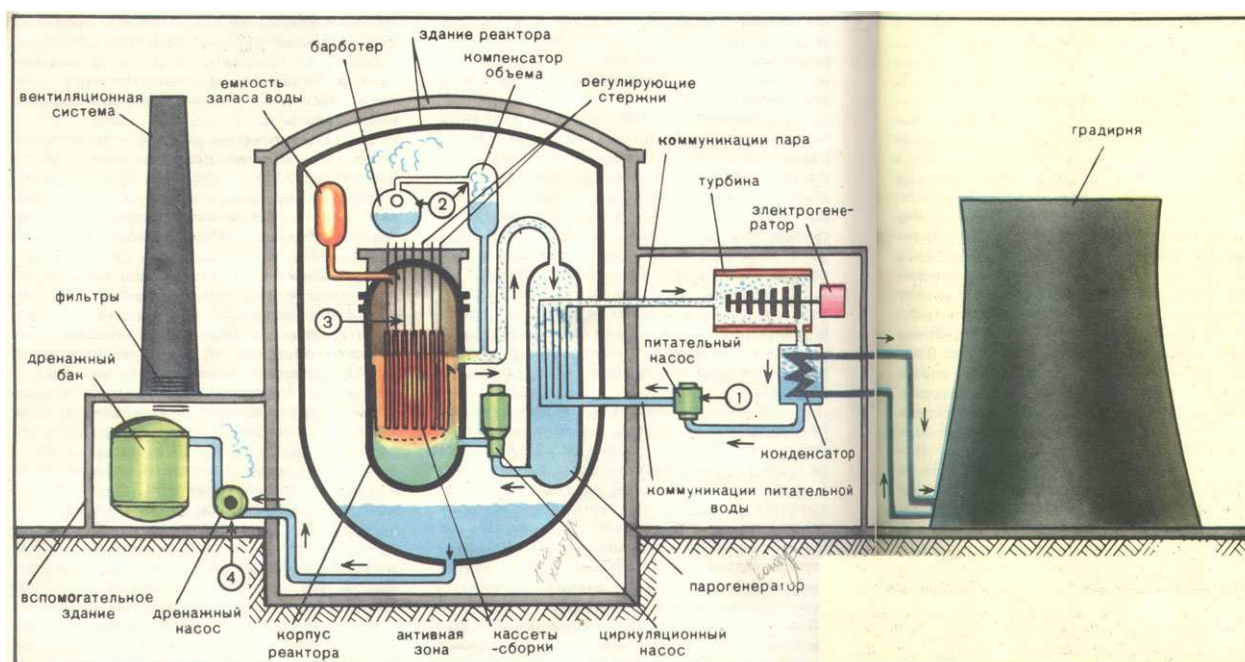 барботер
здание реактора
компенсатор
объема
емкость
запаса воды
регулирующие
стержни
вентиляционная
система
коммуникации пара
градирня
турбина
электрогене-
ратор
2
фильтры
3
дренажный
бак
питательный
насос
1
конденсатор
коммуникации питательной
воды
4
вспомогательное
здание
дренажный
насос
корпус
реактора
активная
зона
кассеты
-сборки
парогенератор
циркуляционный
насос
контур